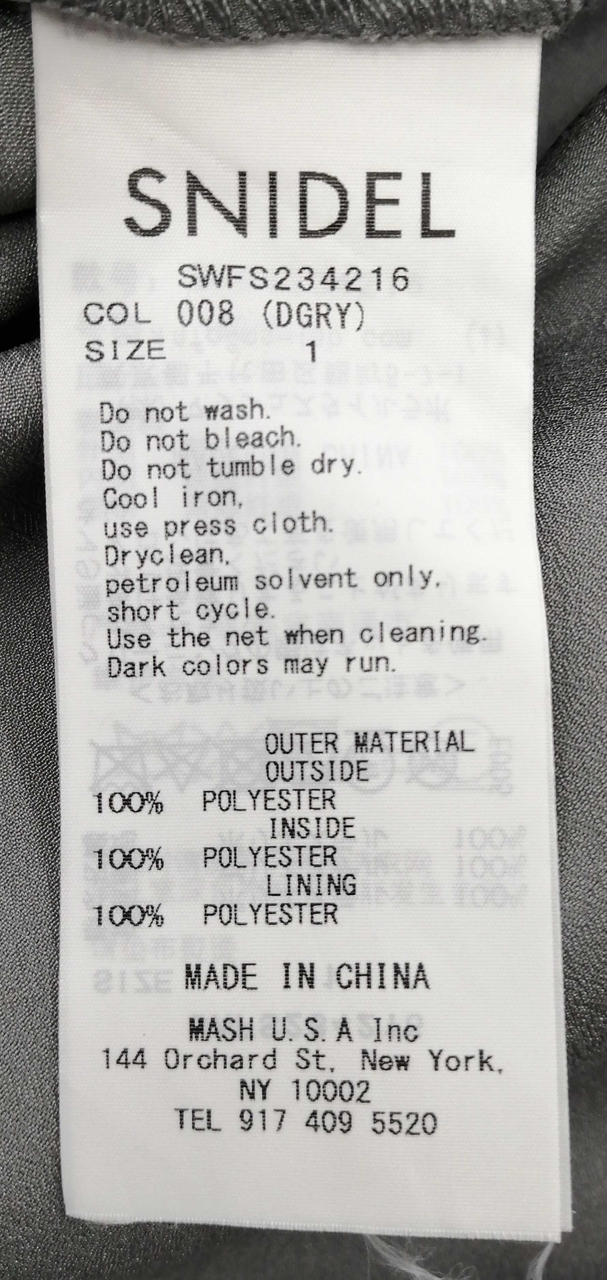 SNIDEL
SWFS234216
COL 008 (DGRY)
SIZE 1
Do not wash.
Do not bleach.
Do not tumble dry.
Cool iron,
use press cloth.
Dryclean,
petroleum solvent only,
short cycle.
Use the net when cleaning.
Dark colors may run.
OUTER MATERIAL
OUTSIDE
100% POLYESTER
INSIDE
100% POLYESTER
LINING
100% POLYESTER
MADE IN CHINA
MASH U.S.A Inc
144 Orchard St, New York,
NY 10002
TEL 917 409 5520